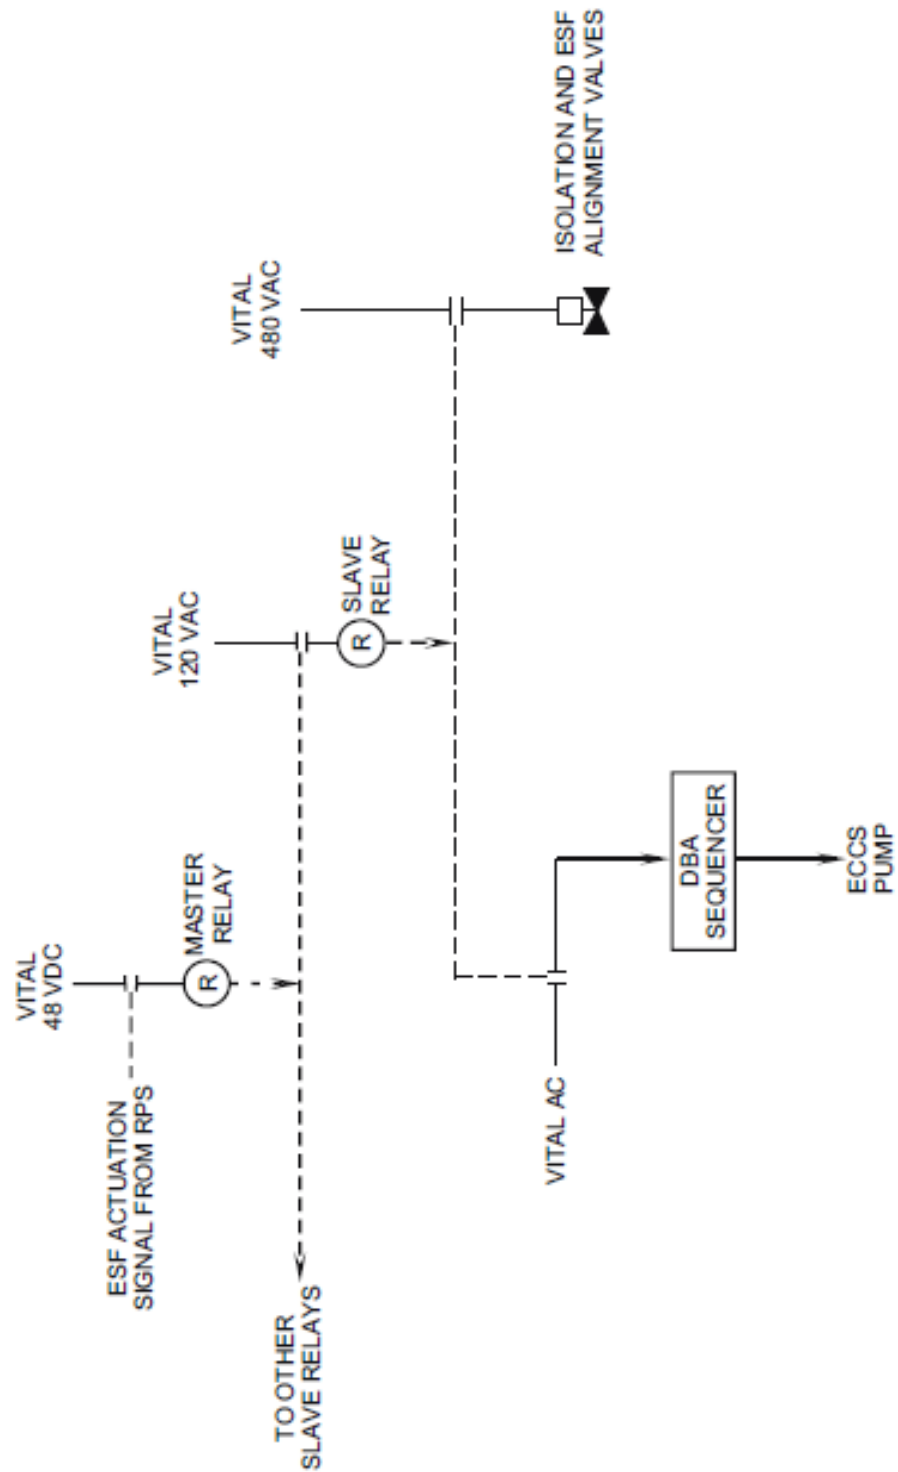 ESF ACTUATION
SIGNAL FROM RPS
VITAL
48 VDC
R
MASTER
RELAY
TO OTHER
SLAVE RELAYS
VITAL
120 VAC
R
SLAVE
RELAY
VITAL
480 VAC
ISOLATION AND ESF
ALIGNMENT VALVES
VITAL AC
DBA
SEQUENCER
ECCS
PUMP